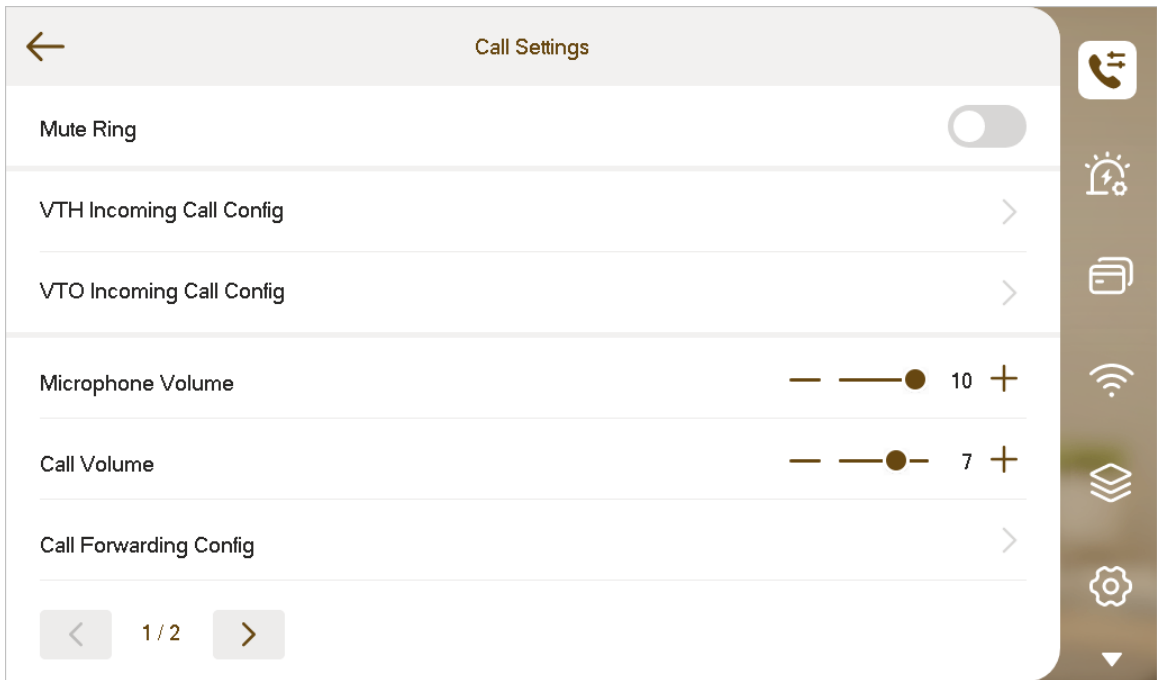 Call Settings
Mute Ring
VTH Incoming Call Config
VTO Incoming Call Config
Microphone Volume 10
Call Volume 7
Call Forwarding Config
1 / 2